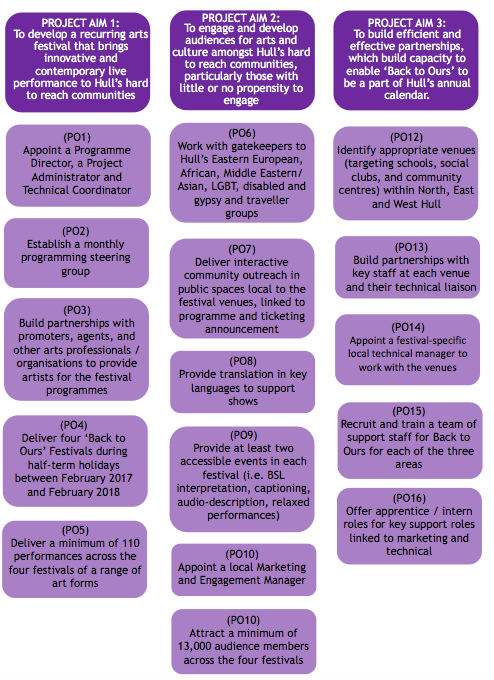 PROJECT AIM 1:
To develop a recurring arts
festival that brings
innovative and
contemporary live
performance to Hull's hard
to reach communities
(PO1)
Appoint a Programme
Director, a Project
Administrator and
Technical Coordinator
(PO2)
Establish a monthly
programming steering
group
(PO3)
Build partnerships with
promoters, agents, and
other arts professionals /
organisations to provide
artists for the festival
programmes
(PO4)
Deliver four 'Back to
Ours' Festivals during
half-term holidays
between February 2017
and February 2018
(PO5)
Deliver a minimum of 110
performances across the
four festivals of a range of
art forms
PROJECT AIM 2:
To engage and develop
audiences for arts and
culture amongst Hull's hard
to reach communities,
particularly those with
little or no propensity to
engage
(PO6)
Work with gatekeepers to
Hull's Eastern European,
African, Middle Eastern/
Asian, LGBT, disabled and
gypsy and traveller
groups
(PO7)
Deliver interactive
community outreach in
public spaces local to the
festival venues, linked to
programme and ticketing
announcement
(PO8)
Provide translation in key
languages to support
shows
(PO9)
Provide at least two
accessible events in each
festival (i.e. BSL
interpretation, captioning,
audio-description, relaxed
performances)
(PO10)
Appoint a local Marketing
and Engagement Manager
(PO10)
Attract a minimum of
13,000 audience members
across the four festivals
PROJECT AIM 3:
To build efficient and
effective partnerships,
which build capacity to
enable 'Back to Ours' to
be a part of Hull's annual
calendar.
(PO12)
Identify appropriate venues
(targeting schools, social
clubs, and community
centres) within North, East
and West Hull
(PO13)
Build partnerships with
key staff at each venue
and their technical liaison
(PO14)
Appoint a festival-specific
local technical manager to
work with the venues
(PO15)
Recruit and train a team of
support staff for Back to
Ours for each of the three
areas
(PO16)
Offer apprentice / intern
roles for key support roles
linked to marketing and
technical